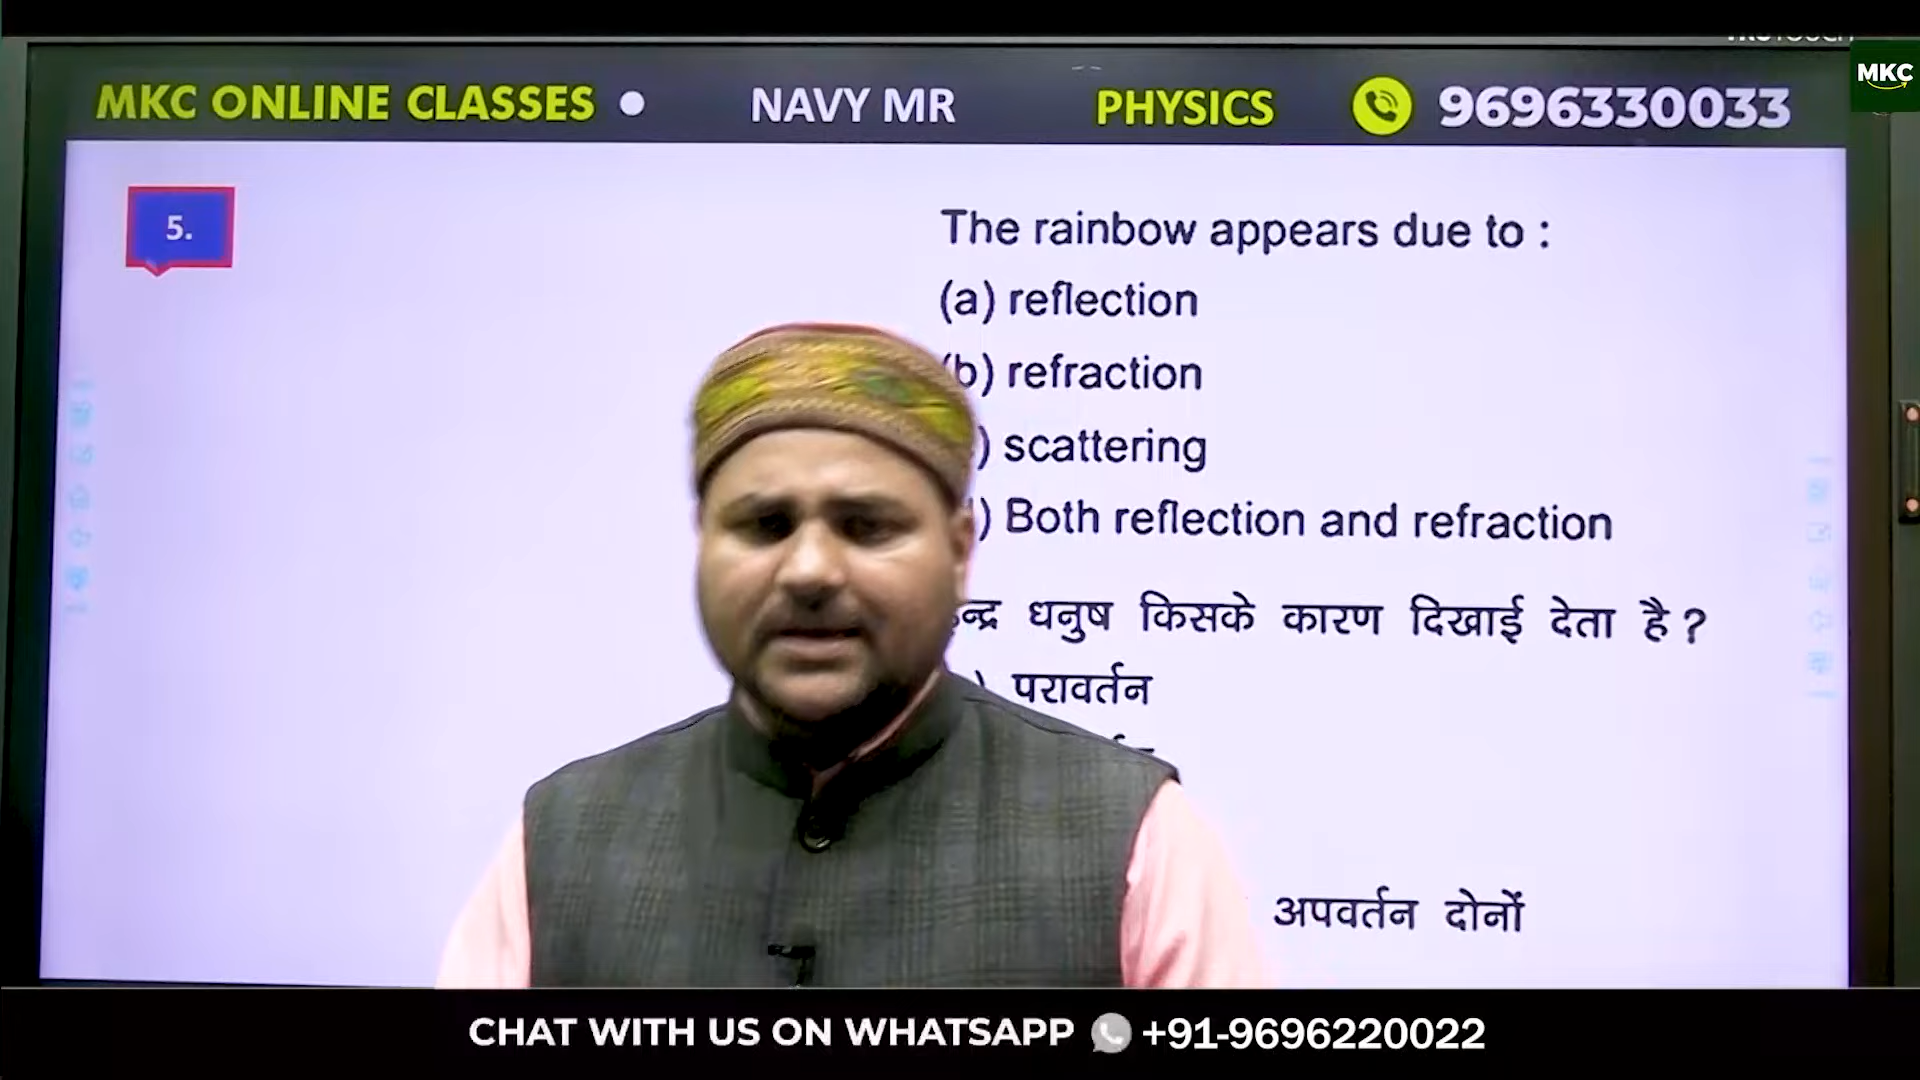 MKC
MKC ONLINE CLASSES • NAVY MR PHYSICS 9696330033
5.
The rainbow appears due to :
(a) reflection
(b) refraction
) scattering
) Both reflection and refraction
धनुष किसके कारण दिखाई देता है ?
) परावर्तन
अपवर्तन दोनों
CHAT WITH US ON WHATSAPP +91-9696220022